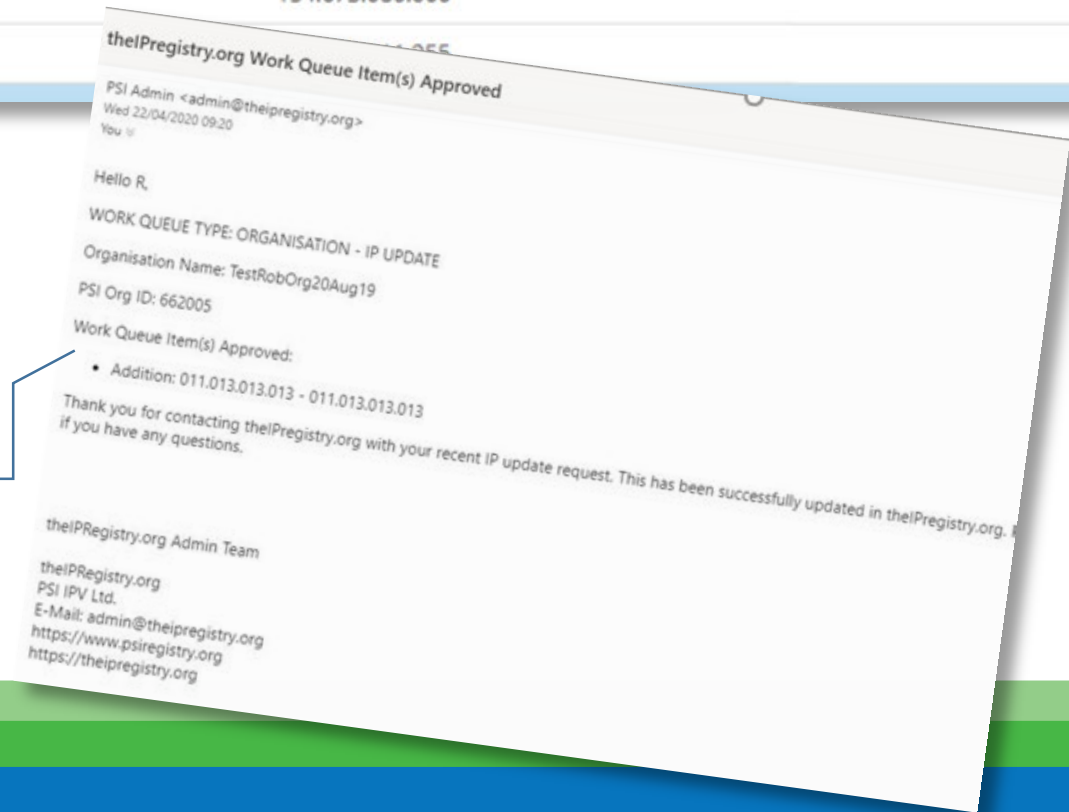 theIPregistry.org Work Queue Item(s) Approved
PSI Admin <admin@theipregistry.org>
Wed 22/04/2020 09:20
You
Hello R,
WORK QUEUE TYPE: ORGANISATION - IP UPDATE
Organisation Name: TestRobOrg20Aug19
PSI Org ID: 662005
Work Queue Item(s) Approved:
• Addition: 011.013.013.013 - 011.013.013.013
Thank you for contacting theIPregistry.org with your recent IP update request. This has been successfully updated in theIPregistry.org.
if you have any questions.
theIPRegistry.org Admin Team
theIPRegistry.org
PSI IPV Ltd.
E-Mail: admin@theipregistry.org
https://www.psiregistry.org
https://theipregistry.org